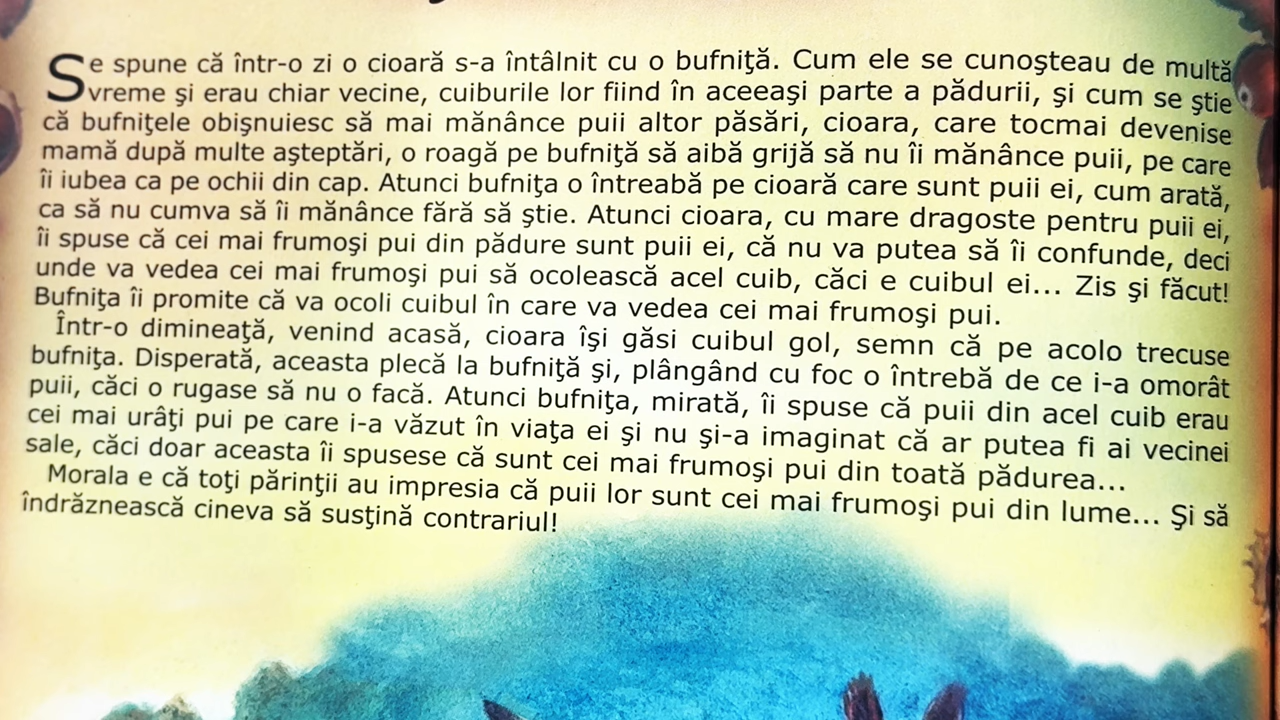 Se spune că într-o zi o cioară s-a întâlnit cu o bufniţă. Cum ele se cunoşteau de multă
vreme şi erau chiar vecine, cuiburile lor fiind în aceeaşi parte a pădurii, şi cum se ştie
că bufniţele obişnuiesc să mai mănânce puii altor păsări, cioara, care tocmai devenise
mamă după multe aşteptări, o roagă pe bufniţă să aibă grijă să nu îi mănânce puii, pe care
îi iubea ca pe ochii din cap. Atunci bufniţa o întreabă pe cioară care sunt puii ei, cum arată,
ca să nu cumva să îi mănânce fără să ştie. Atunci cioara, cu mare dragoste pentru puii ei,
îi spuse că cei mai frumoşi pui din pădure sunt puii ei, că nu va putea să îi confunde, deci
unde va vedea cei mai frumoşi pui să ocolească acel cuib, căci e cuibul ei... Zis şi făcut!
Bufniţa îi promite că va ocoli cuibul în care va vedea cei mai frumoşi pui.
Într-o dimineaţă, venind acasă, cioara îşi găsi cuibul gol, semn că pe acolo trecuse
bufniţa. Disperată, aceasta plecă la bufniţă şi, plângând cu foc o întrebă de ce i-a omorât
puii, căci o rugase să nu o facă. Atunci bufniţa, mirată, îi spuse că puii din acel cuib erau
cei mai urâţi pui pe care i-a văzut în viaţa ei şi nu şi-a imaginat că ar putea fi ai vecinei
sale, căci doar aceasta îi spusese că sunt cei mai frumoşi pui din toată pădurea...
Morala e că toţi părinţii au impresia că puii lor sunt cei mai frumoşi pui din lume... Şi să
îndrăznească cineva să susţină contrariul!